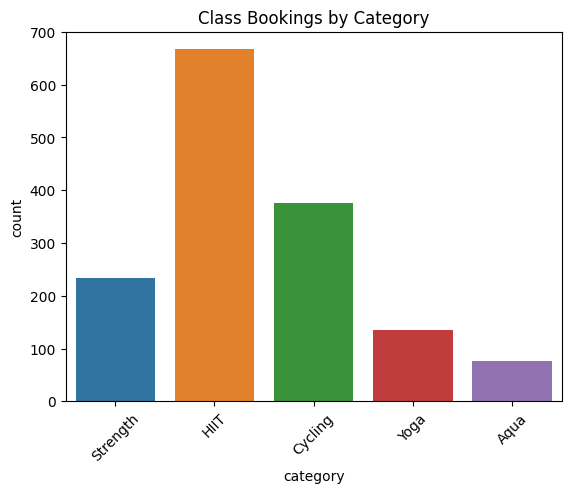 Class Bookings by Category
700
600
500
400
300
200
100
0
count
Strength
HIIT
Cycling
Yoga
Aqua
category